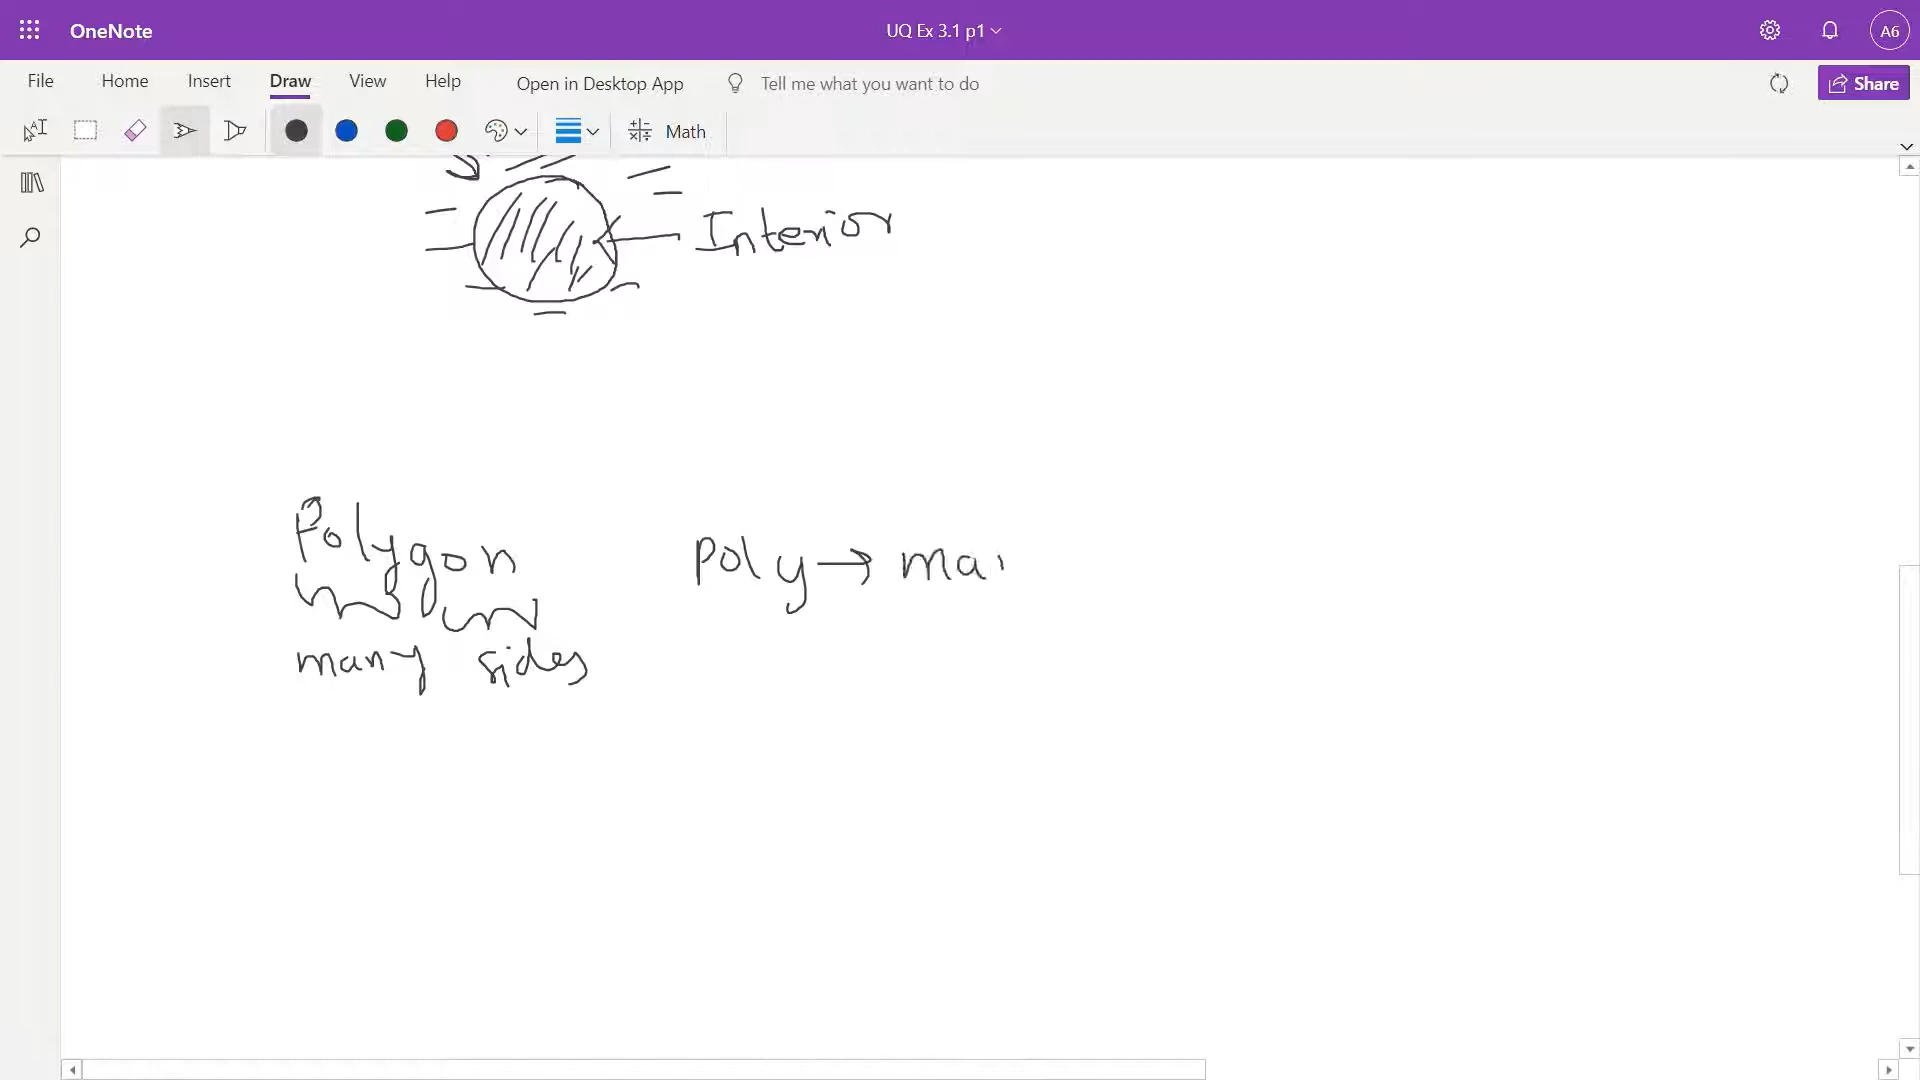 OneNote
UQ Ex 3.1 p1
A6
File Home Insert Draw View Help Open in Desktop App Tell me what you want to do
Share
Math
Interior
Polygon
Poly → ma
many sides